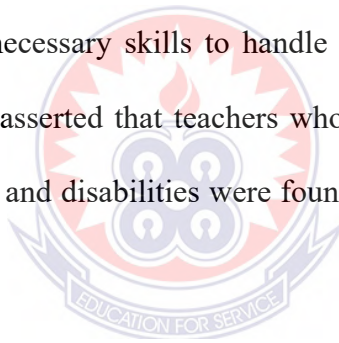 necessary skills to handle
asserted that teachers who
and disabilities were foun
EDUCATION FOR SERVICE